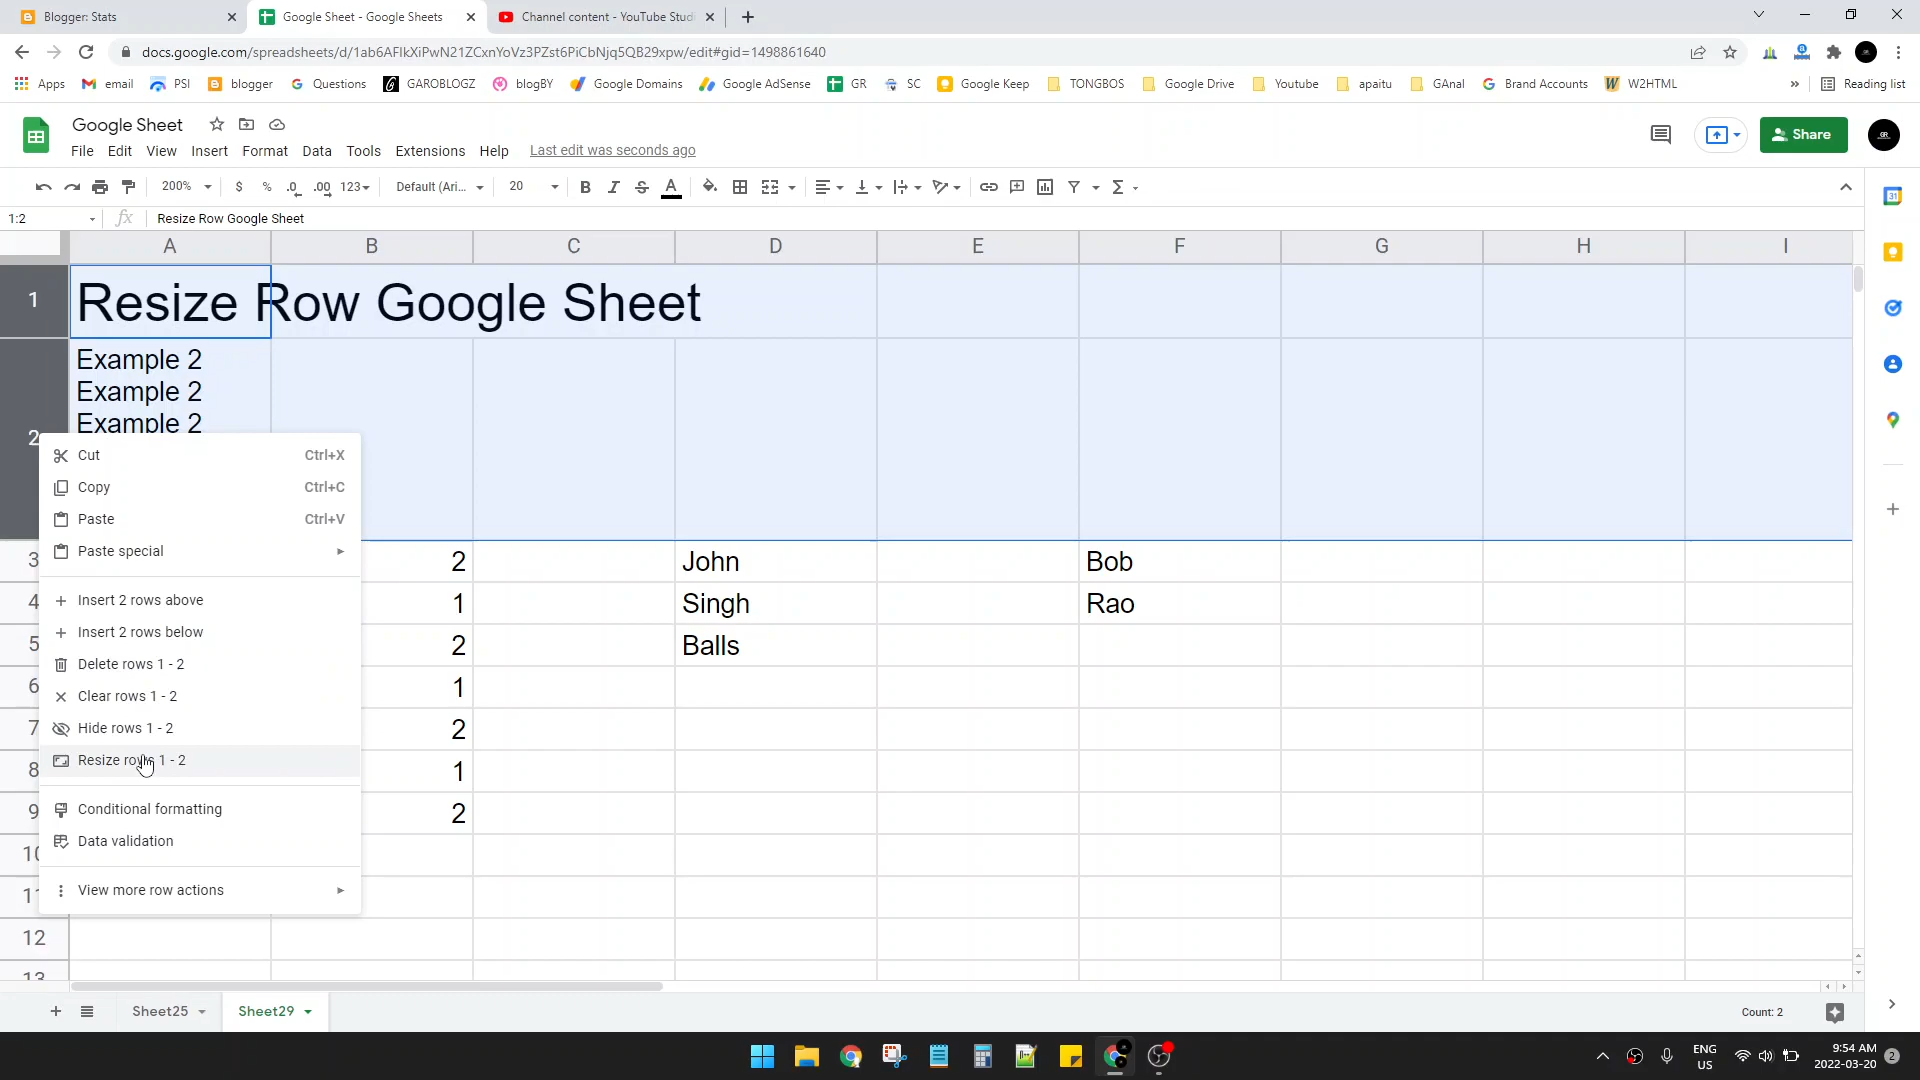 Blogger: Stats
Google Sheet - Google Sheets
Channel content - YouTube Studi
docs.google.com/spreadsheets/d/1ab6AFIkXiPwN21ZCxnYoVz3PZst6PiCbNjq5QB29xpw/edit#gid=1498861640
Apps email PSI blogger Questions GAROBLOGZ blogBY Google Domains Google AdSense GR SC Google Keep TONGBOS Google Drive Youtube apaitu GAnal Brand Accounts W2HTML » Reading list
Google Sheet
Share
File Edit View Insert Format Data Tools Extensions Help Last edit was seconds ago
200% $ % .0 .00 123 Default (Ari... 20 B I S A Σ
1:2 fx Resize Row Google Sheet
A B C D E F G H I
1 Resize Row Google Sheet
Example 2
Example 2
Example 2
2
Cut Ctrl+X
Copy Ctrl+C
Paste Ctrl+V
Paste special
3 2 John Bob
Insert 2 rows above
4 1 Singh Rao
Insert 2 rows below
5 2 Balls
Delete rows 1 - 2
6 1
Clear rows 1 - 2
7 2
Hide rows 1 - 2
8 1
Resize rows 1 - 2
9 2
Conditional formatting
Data validation
10
View more row actions
11
12
13
Sheet25 Sheet29 Count: 2
ENG
US
9:54 AM
2022-03-20
2